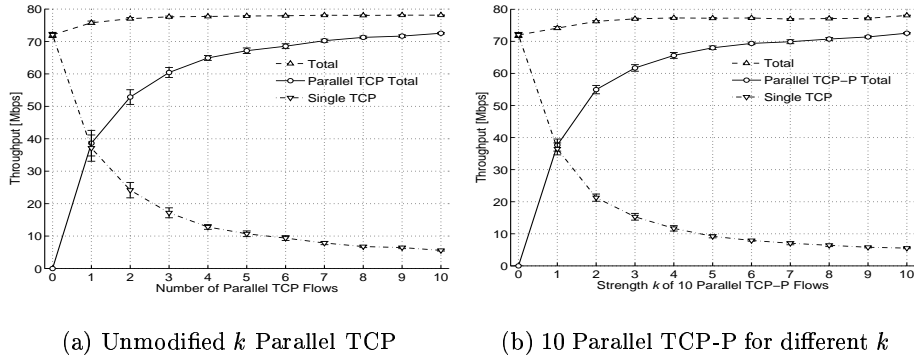 80
70
60
50
40
30
20
10
0
Throughput [Mbps]
Total
Parallel TCP Total
Single TCP
0 1 2 3 4 5 6 7 8 9 10
Number of Parallel TCP Flows
(a) Unmodified k Parallel TCP
80
70
60
50
40
30
20
10
0
Throughput [Mbps]
Total
Parallel TCP-P Total
Single TCP
0 1 2 3 4 5 6 7 8 9 10
Strength k of 10 Parallel TCP-P Flows
(b) 10 Parallel TCP-P for different k